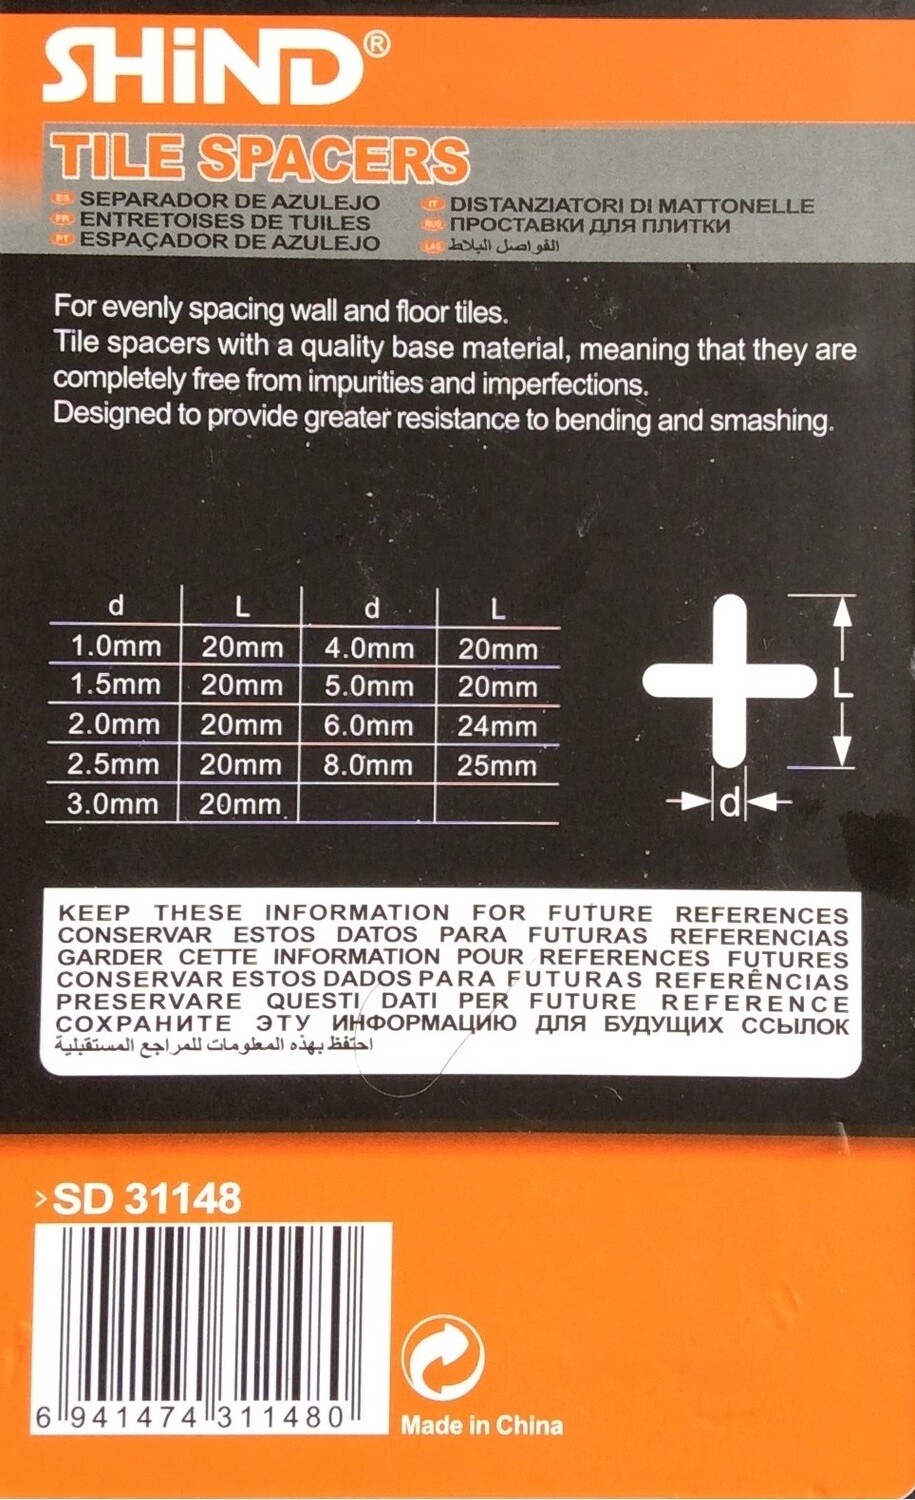 SHiND®
TILE SPACERS
ES SEPARADOR DE AZULEJO
FR ENTRETOISES DE TUILES
PT ESPAÇADOR DE AZULEJO
IT DISTANZIATORI DI MATTONELLE
RUS ПРОСТАВКИ ДЛЯ ПЛИТКИ
UAE الفواصل البلاط
For evenly spacing wall and floor tiles.
Tile spacers with a quality base material, meaning that they are
completely free from impurities and imperfections.
Designed to provide greater resistance to bending and smashing.
d L d L
1.0mm 20mm 4.0mm 20mm
1.5mm 20mm 5.0mm 20mm
2.0mm 20mm 6.0mm 24mm
2.5mm 20mm 8.0mm 25mm
3.0mm 20mm
L
d
KEEP THESE INFORMATION FOR FUTURE REFERENCES
CONSERVAR ESTOS DATOS PARA FUTURAS REFERENCIAS
GARDER CETTE INFORMATION POUR REFERENCES FUTURES
CONSERVAR ESTOS DADOS PARA FUTURAS REFERÊNCIAS
PRESERVARE QUESTI DATI PER FUTURE REFERENCE
СОХРАНИТЕ ЭТУ ИНФОРМАЦИЮ ДЛЯ БУДУЩИХ ССЫЛОК
احتفظ بهذه المعلومات للمراجع المستقبلية
>SD 31148
6 941474 311480
Made in China